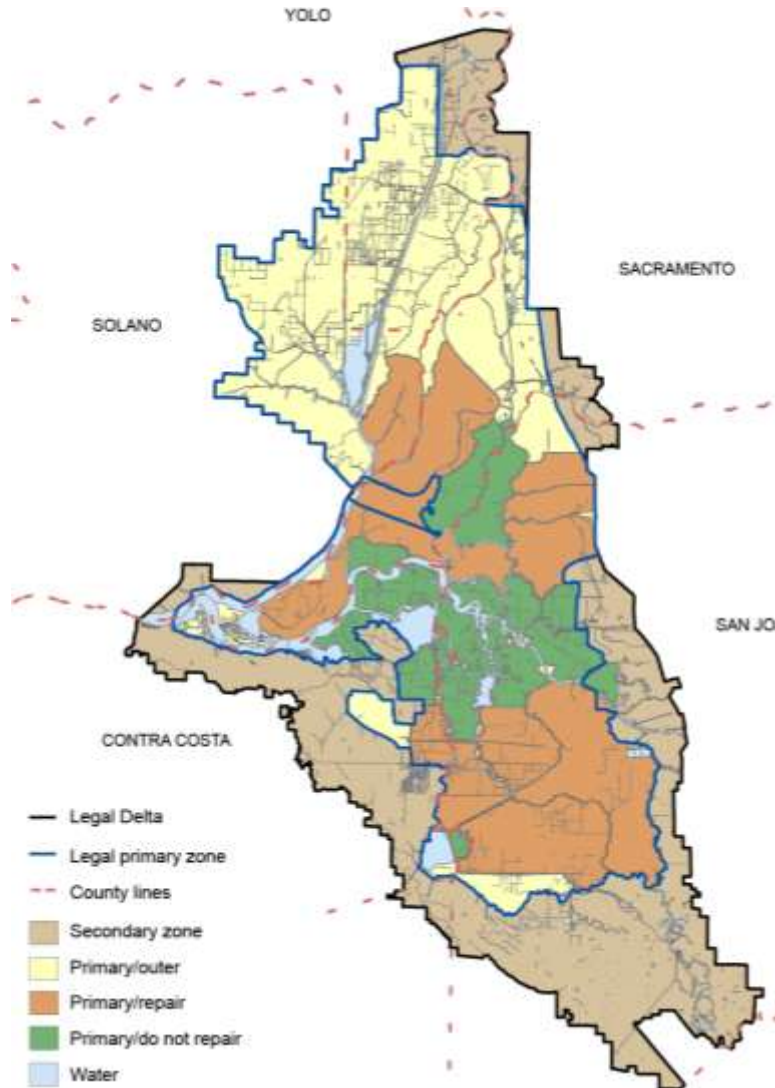 YOLO
SACRAMENTO
SOLANO
SAN JO
CONTRA COSTA
Legal Delta
Legal primary zone
County lines
Secondary zone
Primary/outer
Primary/repair
Primary/do not repair
Water